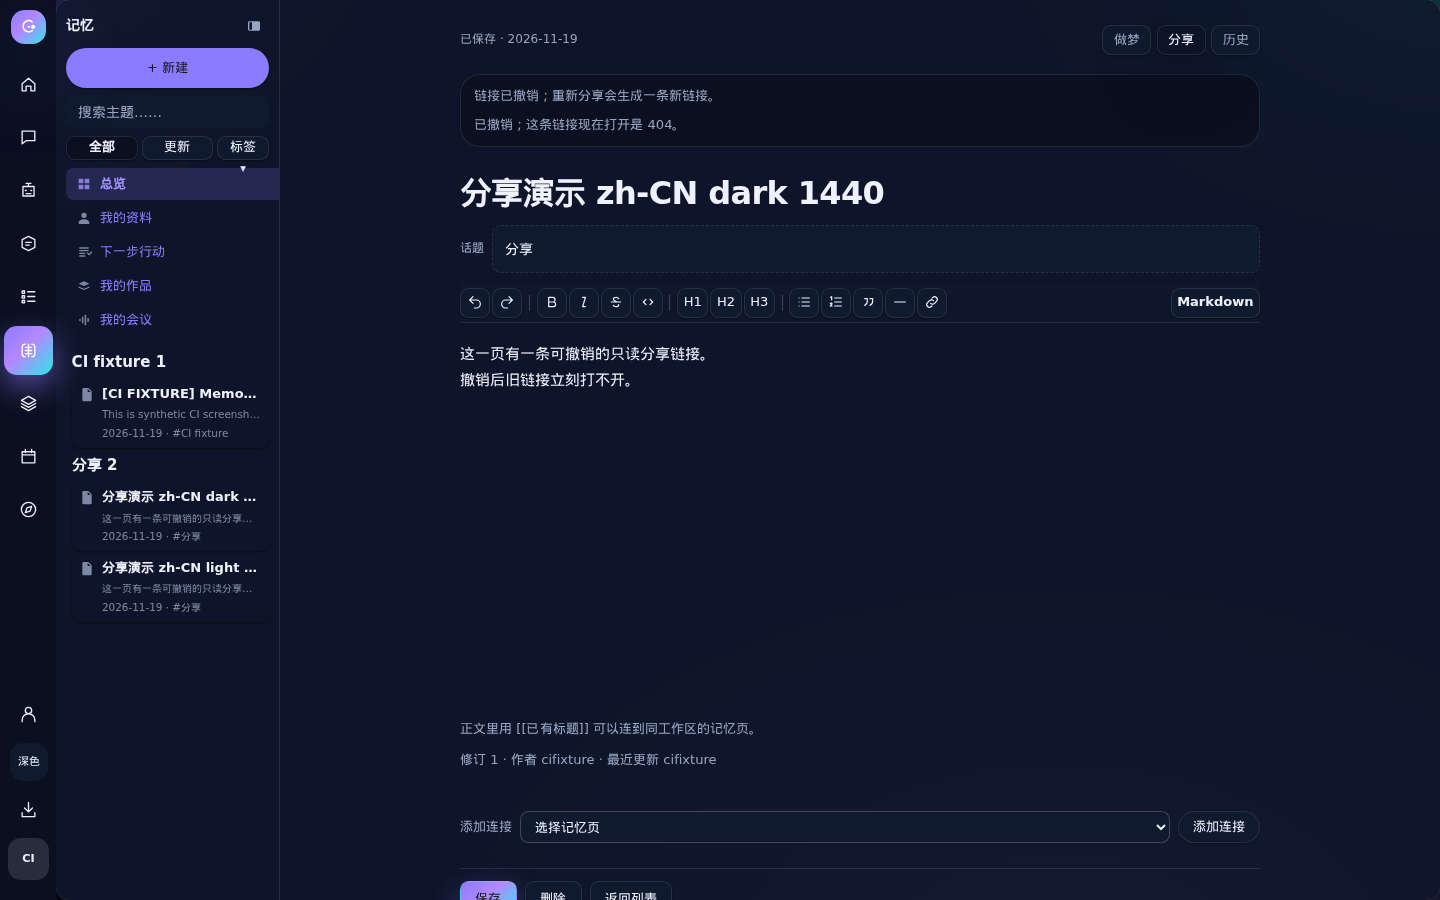 记忆
+ 新建
搜索主题……
全部 更新 标签
总览
我的资料
下一步行动
我的作品
我的会议
CI fixture 1
[CI FIXTURE] Memo…
This is synthetic CI screensh…
2026-11-19 · #CI fixture
分享 2
分享演示 zh-CN dark …
这一页有一条可撤销的只读分享…
2026-11-19 · #分享
分享演示 zh-CN light …
这一页有一条可撤销的只读分享…
2026-11-19 · #分享
深色
CI
已保存 · 2026-11-19
做梦 分享 历史
链接已撤销；重新分享会生成一条新链接。
已撤销；这条链接现在打开是 404。
分享演示 zh-CN dark 1440
话题 分享
H1 H2 H3 Markdown
这一页有一条可撤销的只读分享链接。
撤销后旧链接立刻打不开。
正文里用 [[已有标题]] 可以连到同工作区的记忆页。
修订 1 · 作者 cifixture · 最近更新 cifixture
添加连接 选择记忆页 添加连接
保存 删除 返回列表